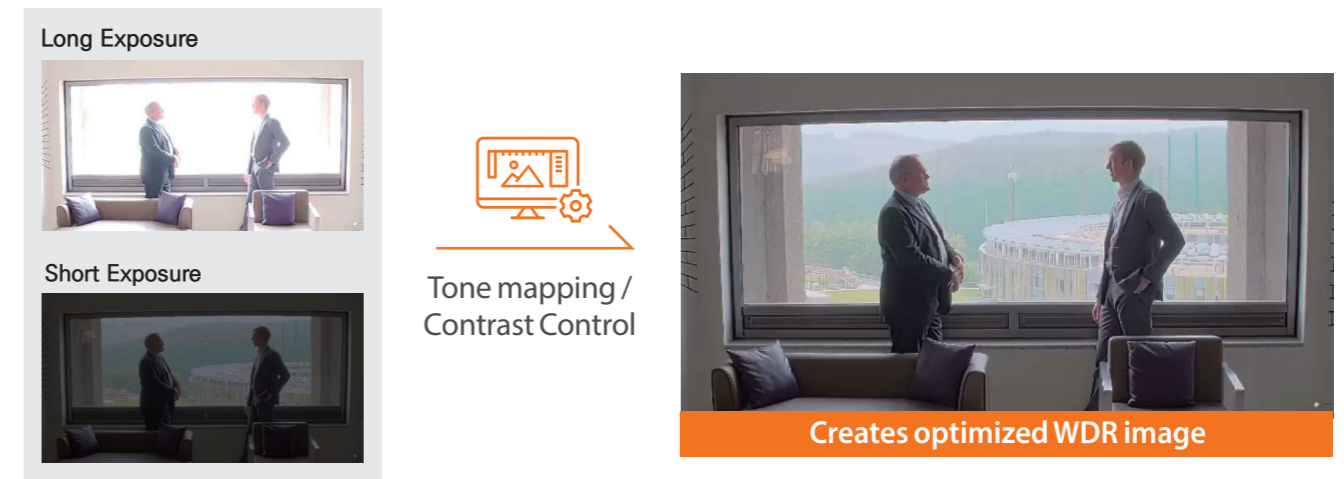 Long Exposure
Short Exposure
Tone mapping /
Contrast Control
Creates optimized WDR image